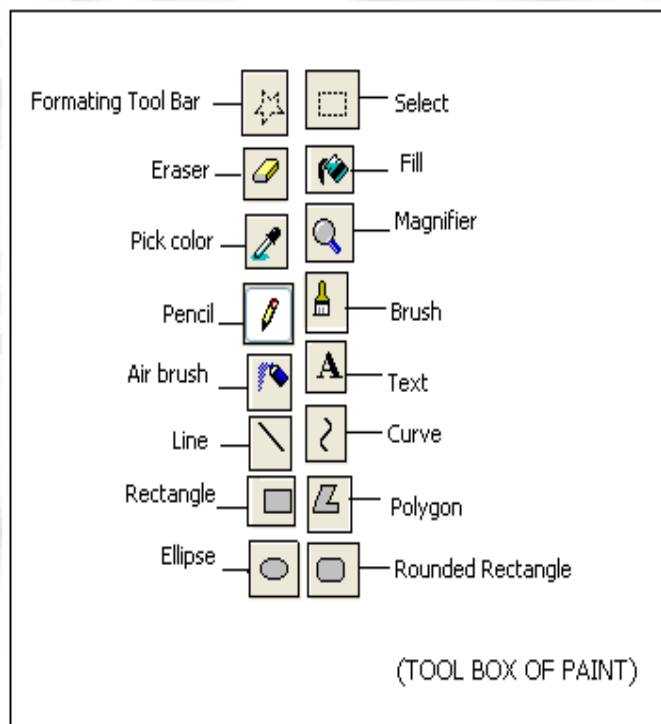 Formating Tool Bar
Select
Eraser
Fill
Pick color
Magnifier
Pencil
Brush
Air brush
A
Text
Line
Curve
Rectangle
Polygon
Ellipse
Rounded Rectangle
(TOOL BOX OF PAINT)